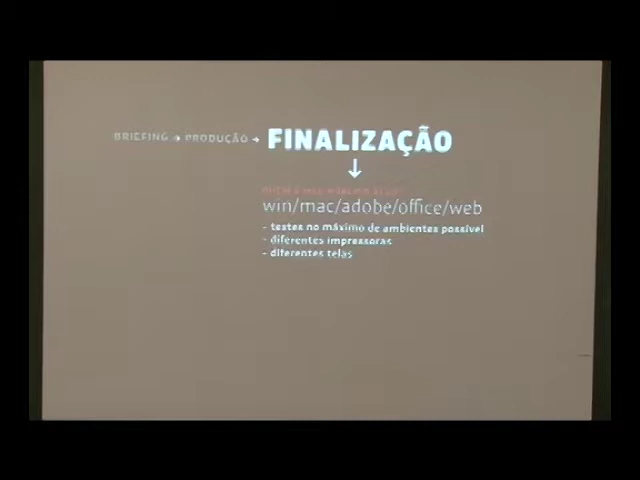 BRIEFING → PRODUÇÃO → FINALIZAÇÃO
↓
win/mac/adobe/office/web
- testes no máximo de ambientes possível
- diferentes impressoras
- diferentes telas